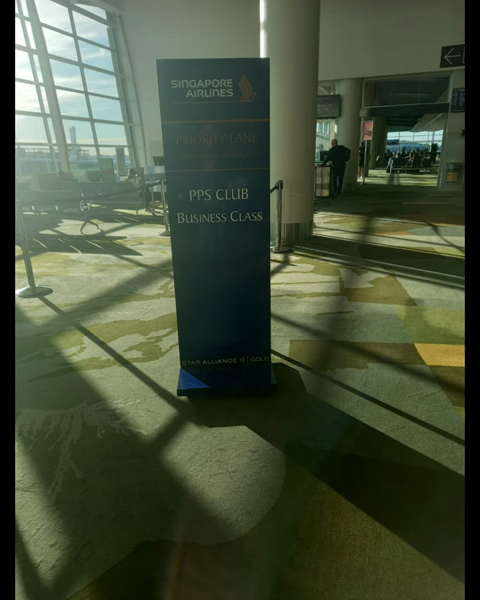 SINGAPORE
AIRLINES
PRIORITY LANE
PPS CLUB
BUSINESS CLASS
STAR ALLIANCE GOLD